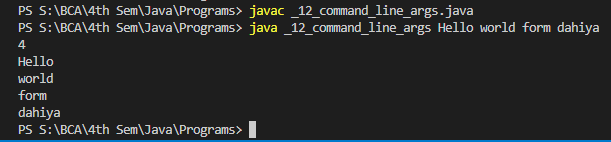 PS S:\BCA\4th Sem\Java\Programs> javac _12_command_line_args.java
PS S:\BCA\4th Sem\Java\Programs> java _12_command_line_args Hello world form dahiya
4
Hello
world
form
dahiya
PS S:\BCA\4th Sem\Java\Programs>